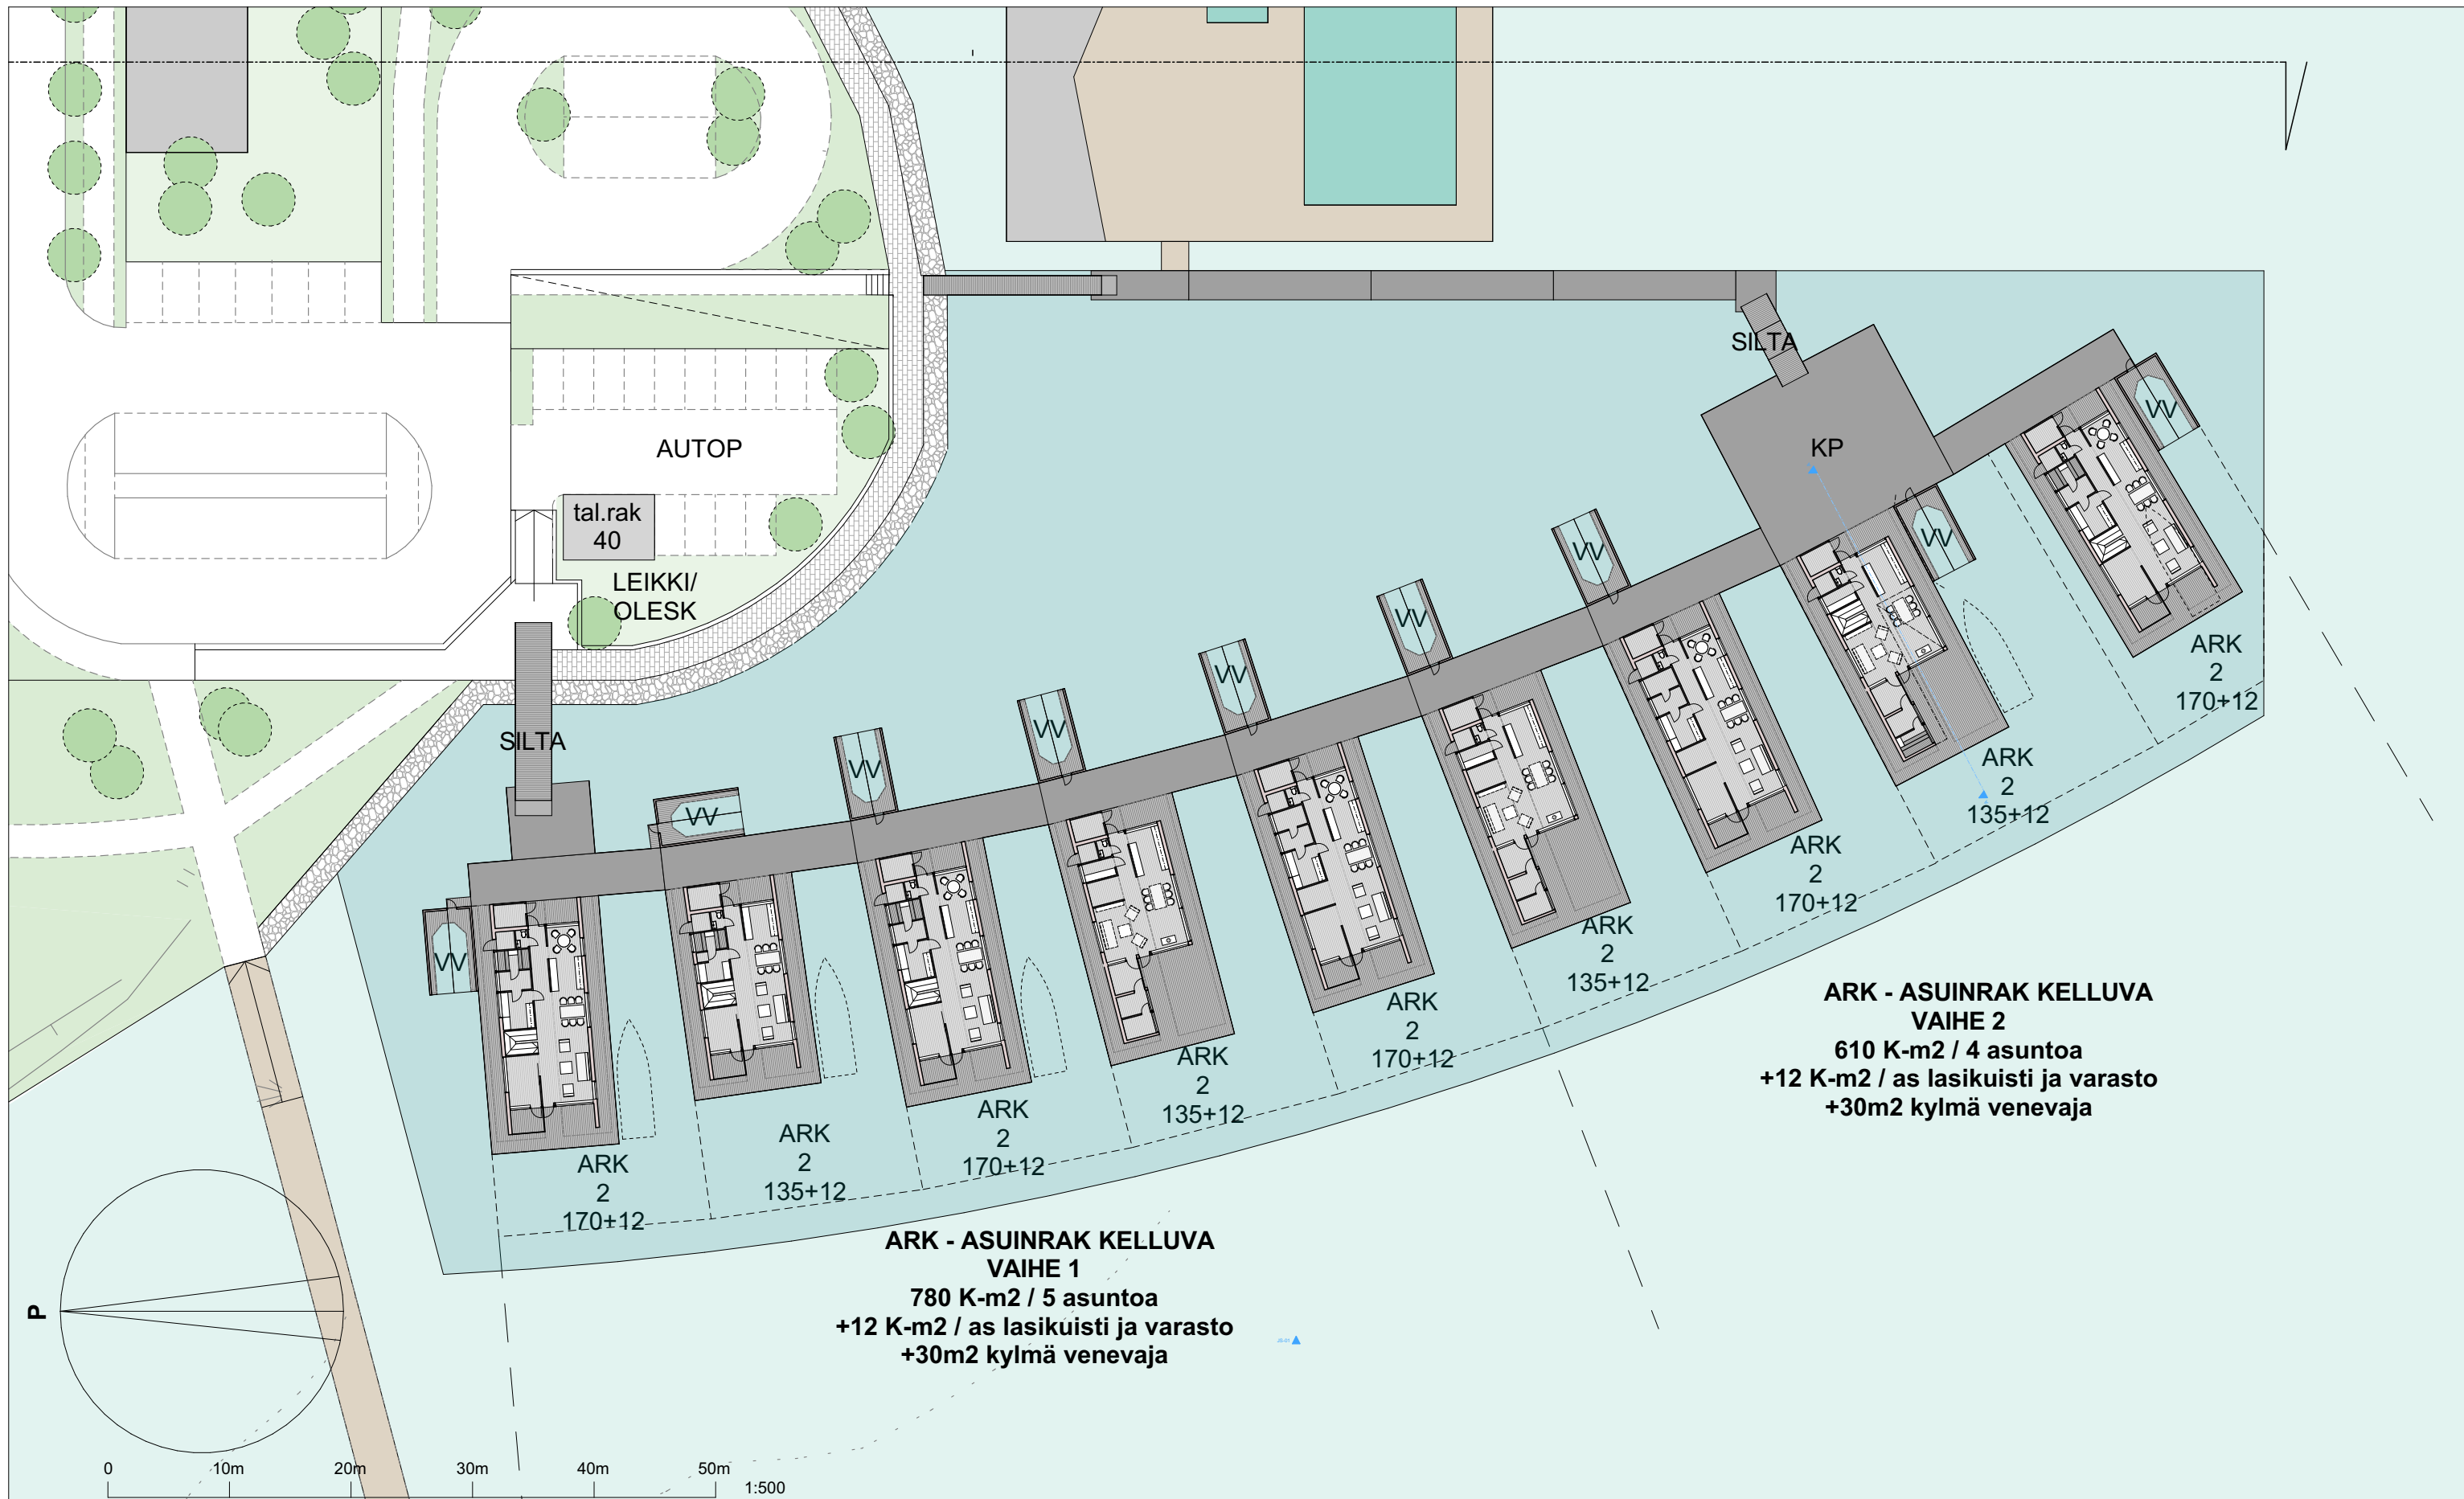 SILTA
VV
KP
AUTOP
VV
VV
tal.rak
40
LEIKKI/
OLESK
VV
VV
ARK
2
170+12
VV
VV
SILTA
VV
VV
ARK
2
135+12
ARK
2
170+12
ARK
2
135+12
ARK
2
170+12
ARK
2
135+12
ARK
2
170+12
ARK
2
135+12
ARK
2
170+12
ARK - ASUINRAK KELLUVA
VAIHE 2
610 K-m2 / 4 asuntoa
+12 K-m2 / as lasikuisti ja varasto
+30m2 kylmä venevaja
ARK - ASUINRAK KELLUVA
VAIHE 1
780 K-m2 / 5 asuntoa
+12 K-m2 / as lasikuisti ja varasto
+30m2 kylmä venevaja
P
0 10m 20m 30m 40m 50m
1:500